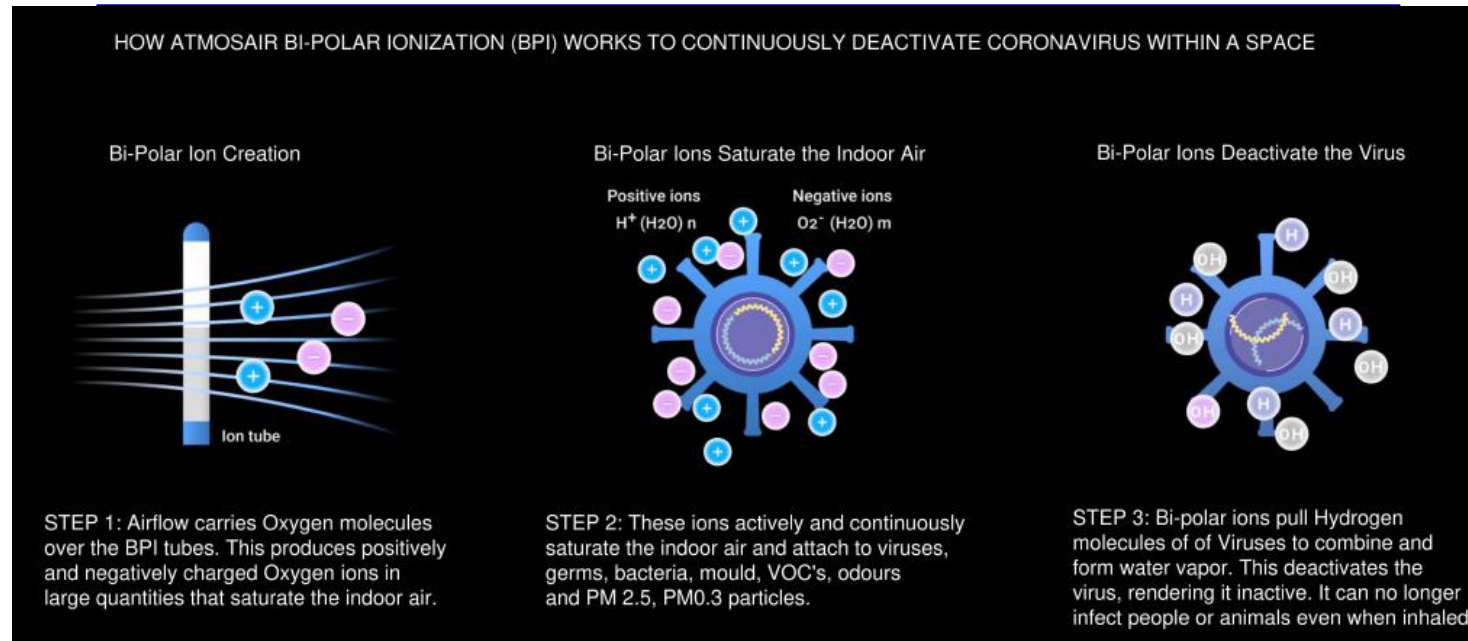 HOW ATMOSAIR BI-POLAR IONIZATION (BPI) WORKS TO CONTINUOUSLY DEACTIVATE CORONAVIRUS WITHIN A SPACE
Bi-Polar Ion Creation
Ion tube
+
−
−
+
STEP 1: Airflow carries Oxygen molecules
over the BPI tubes. This produces positively
and negatively charged Oxygen ions in
large quantities that saturate the indoor air.
Bi-Polar Ions Saturate the Indoor Air
Positive ions
H⁺ (H2O) n
Negative ions
O2⁻ (H2O) m
STEP 2: These ions actively and continuously
saturate the indoor air and attach to viruses,
germs, bacteria, mould, VOC's, odours
and PM 2.5, PM0.3 particles.
Bi-Polar Ions Deactivate the Virus
H
OH
OH
H
H
OH
OH
OH
H
OH
STEP 3: Bi-polar ions pull Hydrogen
molecules of of Viruses to combine and
form water vapor. This deactivates the
virus, rendering it inactive. It can no longer
infect people or animals even when inhaled